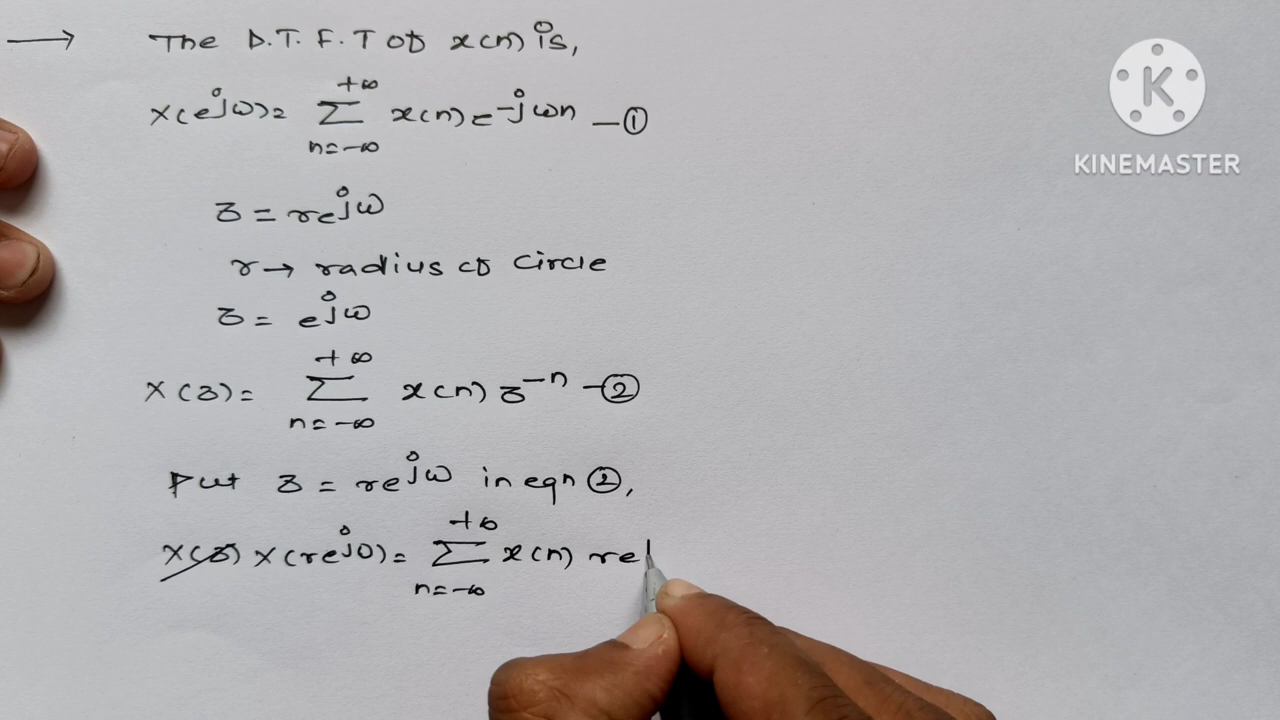 → The D.T.F.T of x(n) is,
X(e^jω) = Σ_{n=-∞}^{+∞} x(n) e^-jωn —①
z = re^jω
r → radius of circle
z = e^jω
X(z) = Σ_{n=-∞}^{+∞} x(n) z^-n —②
Put z = re^jω in eqn ②,
X(z) X(re^jω) = Σ_{n=-∞}^{+∞} x(n) re
K
KINEMASTER